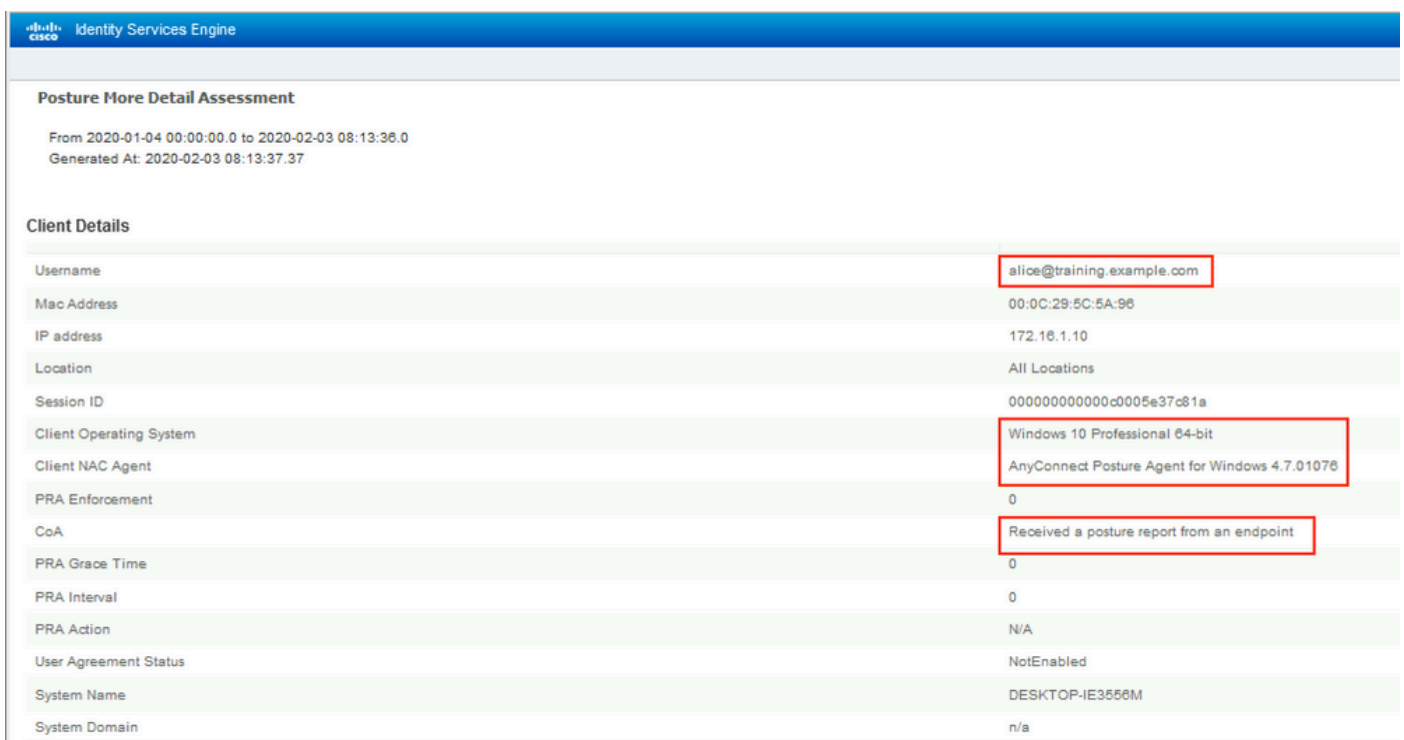 cisco Identity Services Engine
Posture More Detail Assessment
From 2020-01-04 00:00:00.0 to 2020-02-03 08:13:36.0
Generated At: 2020-02-03 08:13:37.37
Client Details
Username alice@training.example.com
Mac Address 00:0C:29:5C:5A:96
IP address 172.16.1.10
Location All Locations
Session ID 000000000000c0005e37c81a
Client Operating System Windows 10 Professional 64-bit
Client NAC Agent AnyConnect Posture Agent for Windows 4.7.01076
PRA Enforcement 0
CoA Received a posture report from an endpoint
PRA Grace Time 0
PRA Interval 0
PRA Action N/A
User Agreement Status NotEnabled
System Name DESKTOP-IE3556M
System Domain n/a